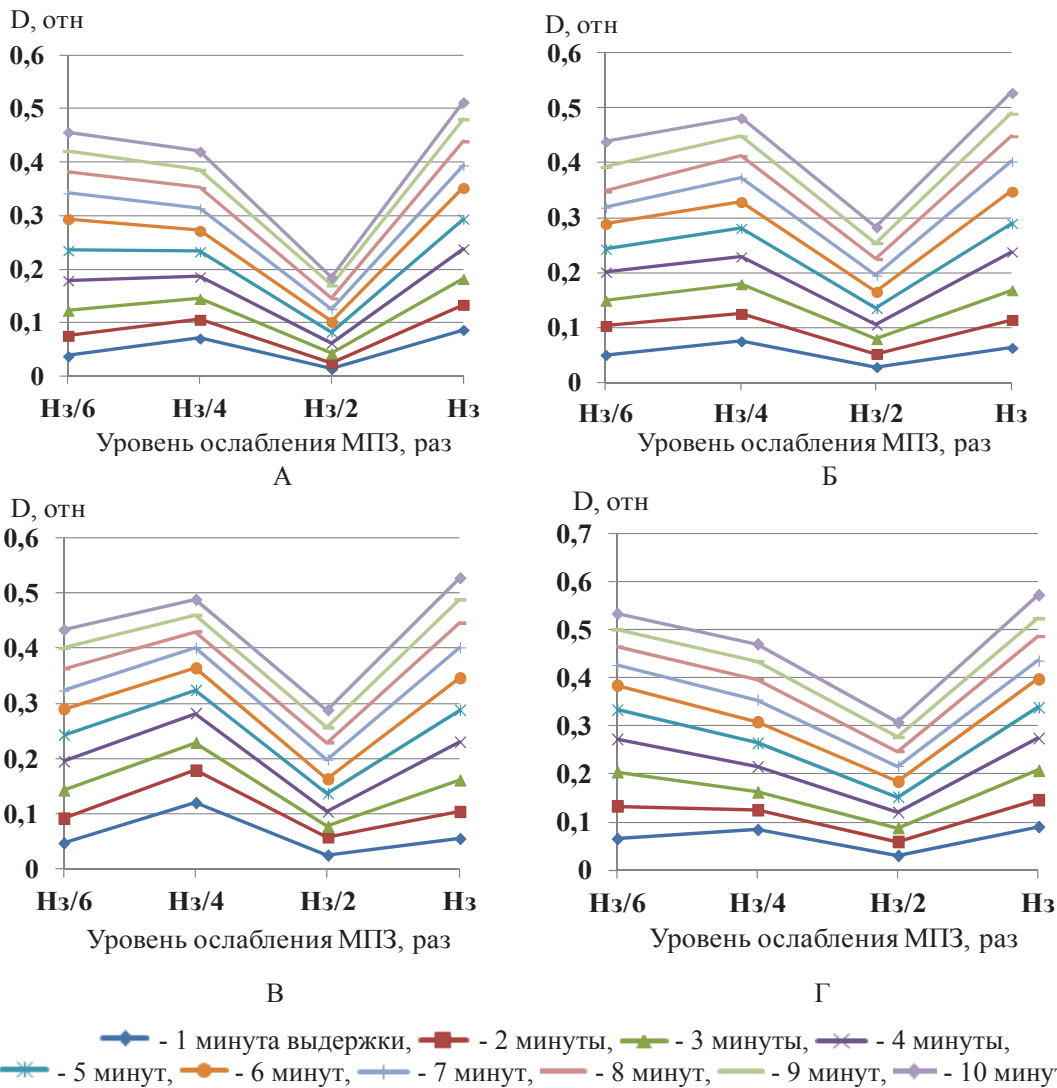 D, отн
0,6
0,5
0,4
0,3
0,2
0,1
0
Нз/6 Нз/4 Нз/2 Нз
Уровень ослабления МПЗ, раз
А
D, отн
0,6
0,5
0,4
0,3
0,2
0,1
0
Нз/6 Нз/4 Нз/2 Нз
Уровень ослабления МПЗ, раз
Б
D, отн
0,6
0,5
0,4
0,3
0,2
0,1
0
Нз/6 Нз/4 Нз/2 Нз
Уровень ослабления МПЗ, раз
В
D, отн
0,7
0,6
0,5
0,4
0,3
0,2
0,1
0
Нз/6 Нз/4 Нз/2 Нз
Уровень ослабления МПЗ, раз
Г
- 1 минута выдержки, - 2 минуты, - 3 минуты, - 4 минуты,
- 5 минут, - 6 минут, - 7 минут, - 8 минут, - 9 минут, - 10 мину